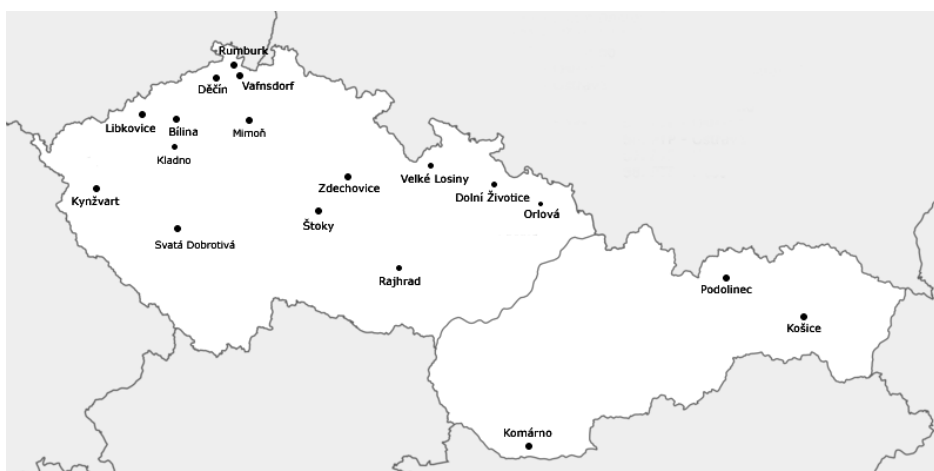 Rumburk
Děčín
Vafnsdorf
Libkovice
Bílina
Mimoň
Kladno
Velké Losiny
Zdechovice
Dolní Životice
Kynžvart
Orlová
Štoky
Svatá Dobrotivá
Rajhrad
Podolinec
Košice
Komárno